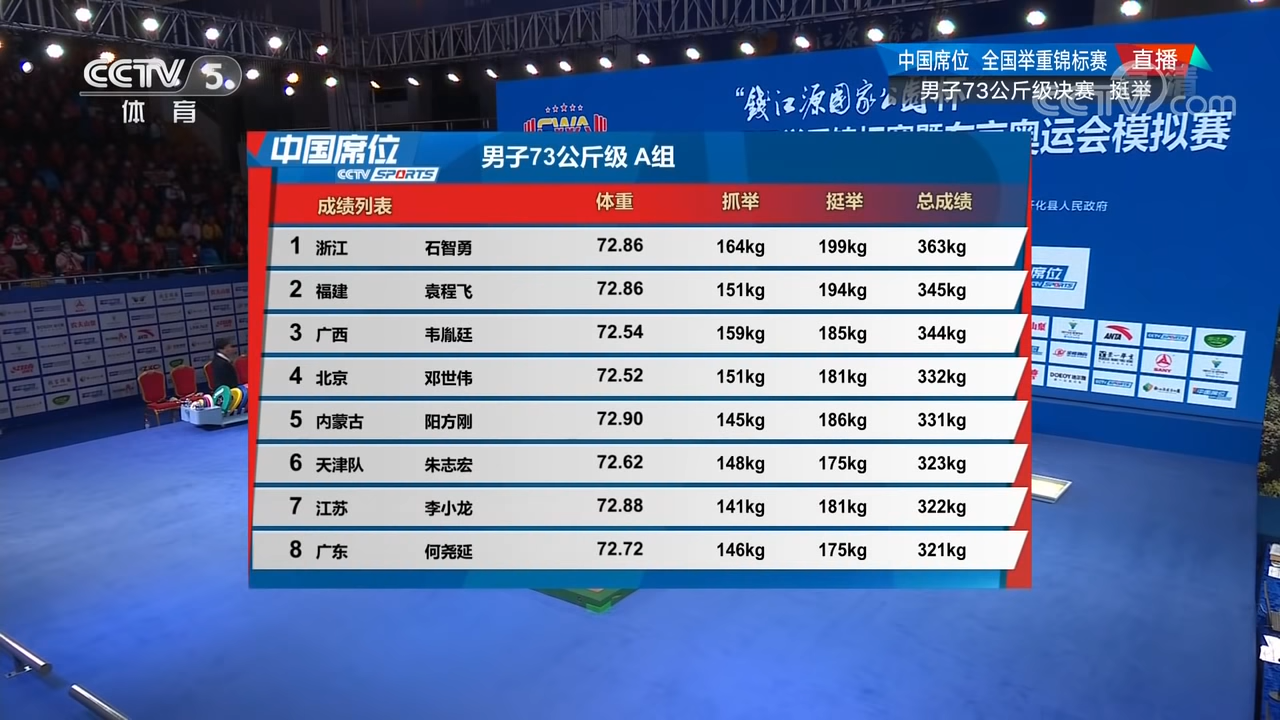 CCTV 5.
体育
中国席位 全国举重锦标赛 直播
男子73公斤级决赛 挺举
CCTV.com
"钱江源国家公园杯
东京奥运会模拟赛
化县人民政府
CWA
中国席位
CCTV SPORTS
男子73公斤级 A组
成绩列表 体重 抓举 挺举 总成绩
1 浙江 石智勇 72.86 164kg 199kg 363kg
2 福建 袁程飞 72.86 151kg 194kg 345kg
3 广西 韦胤廷 72.54 159kg 185kg 344kg
4 北京 邓世伟 72.52 151kg 181kg 332kg
5 内蒙古 阳方刚 72.90 145kg 186kg 331kg
6 天津队 朱志宏 72.62 148kg 175kg 323kg
7 江苏 李小龙 72.88 141kg 181kg 322kg
8 广东 何尧延 72.72 146kg 175kg 321kg
席位
ANTA
SANY